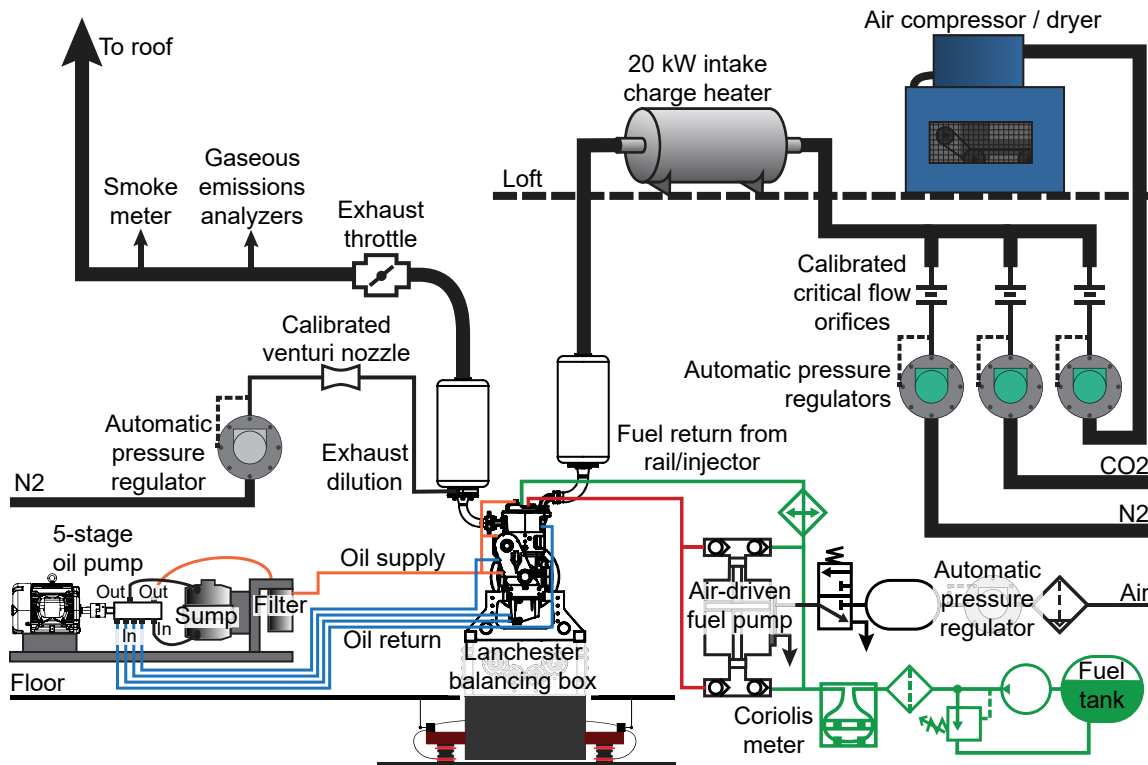 Air compressor / dryer
To roof
20 kW intake
charge heater
Smoke
meter
Gaseous
emissions
analyzers
Exhaust
throttle
Loft
Calibrated
critical flow
orifices
Calibrated
venturi nozzle
Automatic pressure
regulators
Automatic
pressure
regulator
Exhaust
dilution
Fuel return from
rail/injector
N2
CO2
N2
5-stage
oil pump
Out
Out
In
In
Sump
Filter
Oil supply
Oil return
Air-driven
fuel pump
Automatic
pressure
regulator
Air
Lanchester
balancing box
Floor
Coriolis
meter
Fuel
tank